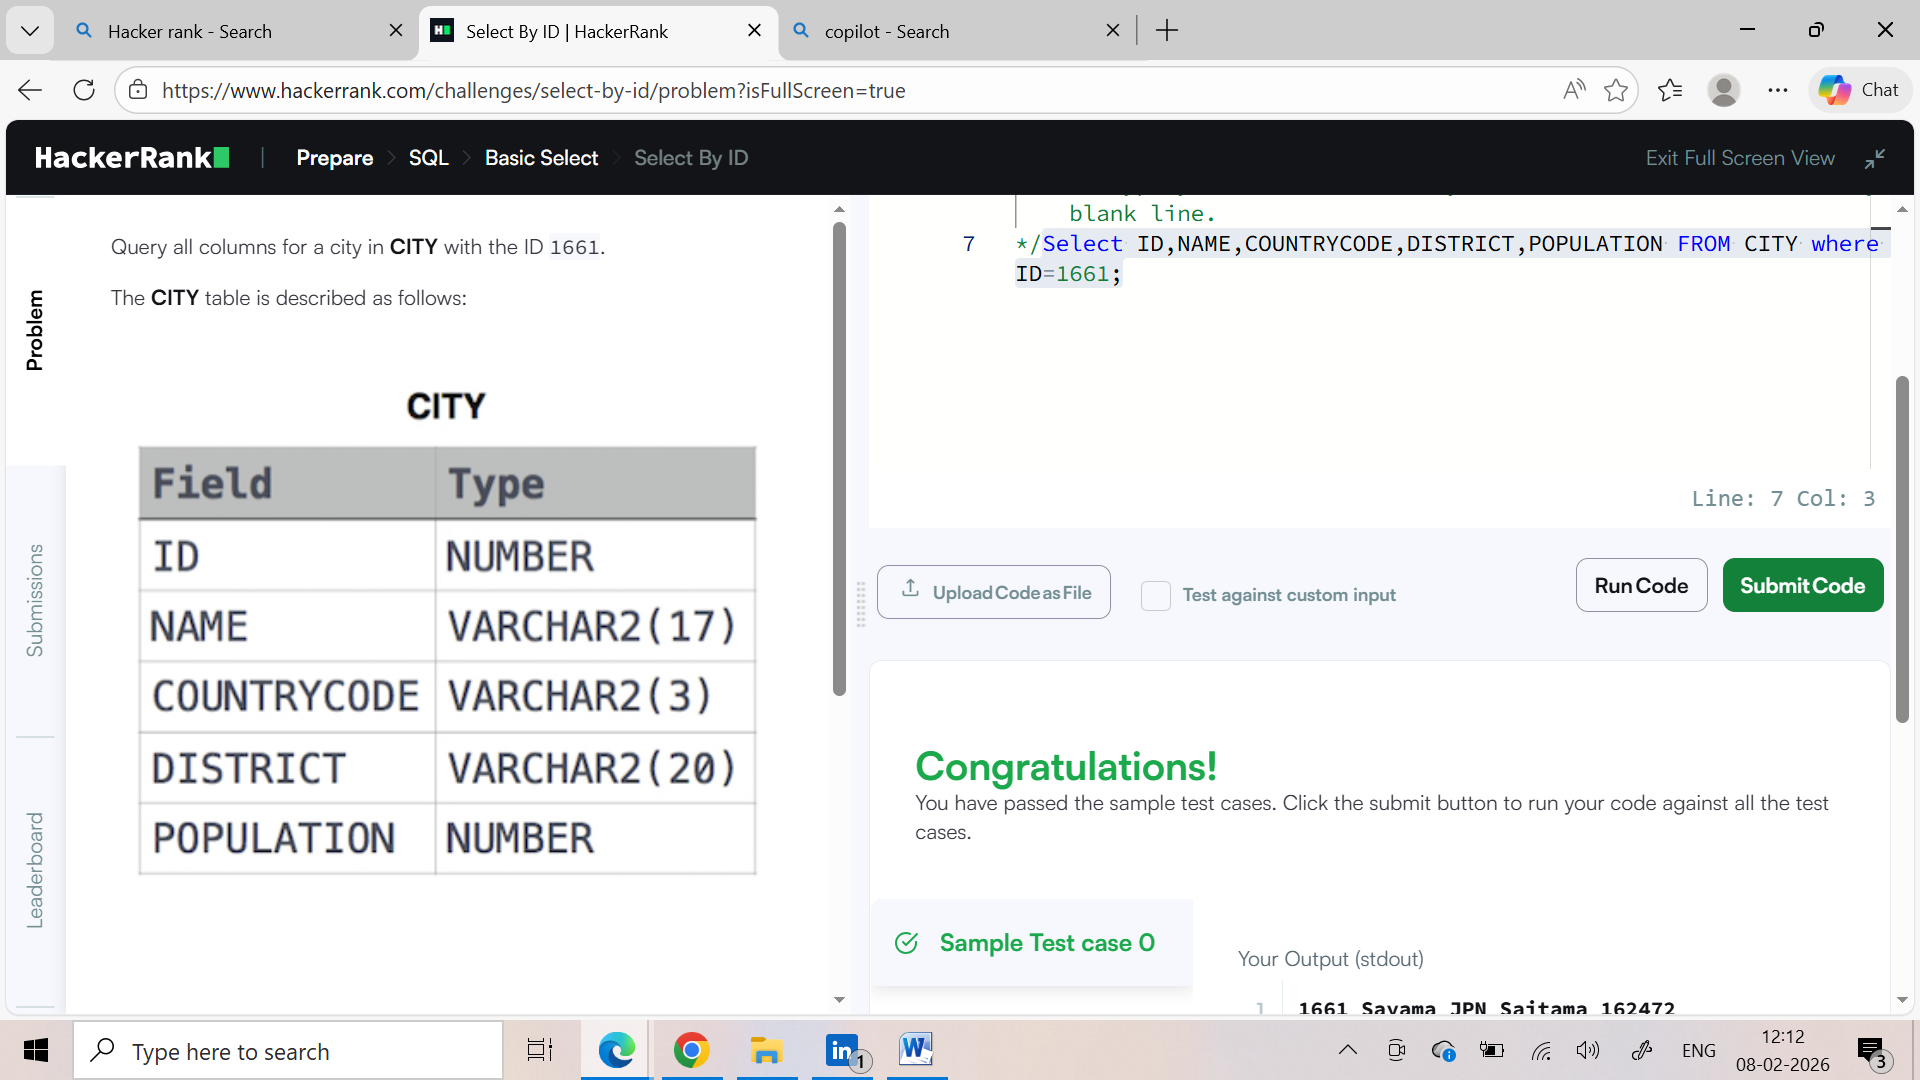 Hacker rank - Search
Select By ID | HackerRank
copilot - Search
https://www.hackerrank.com/challenges/select-by-id/problem?isFullScreen=true
Chat
HackerRank
Prepare
SQL
Basic Select
Select By ID
Exit Full Screen View
Problem
Submissions
Leaderboard
Query all columns for a city in CITY with the ID 1661.
The CITY table is described as follows:
CITY
Field Type
ID NUMBER
NAME VARCHAR2(17)
COUNTRYCODE VARCHAR2(3)
DISTRICT VARCHAR2(20)
POPULATION NUMBER
blank line.
7 */Select ID,NAME,COUNTRYCODE,DISTRICT,POPULATION FROM CITY where
ID=1661;
Line: 7 Col: 3
Upload Code as File
Test against custom input
Run Code
Submit Code
Congratulations!
You have passed the sample test cases. Click the submit button to run your code against all the test
cases.
Sample Test case 0
Your Output (stdout)
1 1661 Sayama JPN Saitama 162472
Type here to search
1
ENG
12:12
08-02-2026
3